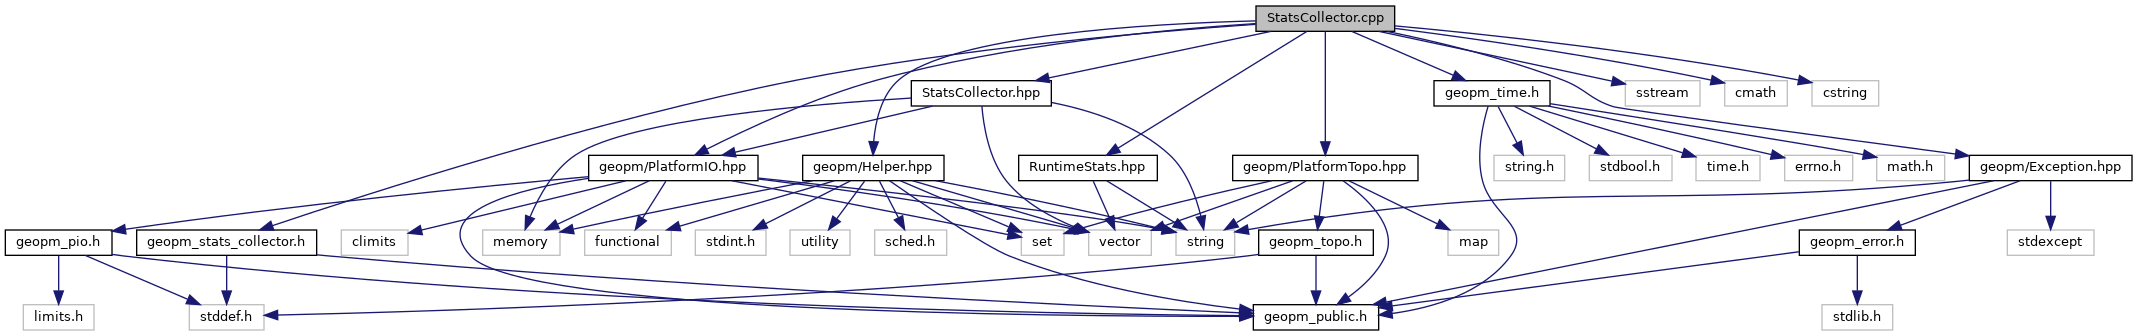 StatsCollector.cpp
StatsCollector.hpp
geopm_time.h
sstream
cmath
cstring
geopm/PlatformIO.hpp
geopm/Helper.hpp
RuntimeStats.hpp
geopm/PlatformTopo.hpp
string.h
stdbool.h
time.h
errno.h
math.h
geopm/Exception.hpp
geopm_pio.h
geopm_stats_collector.h
climits
memory
functional
stdint.h
utility
sched.h
set
vector
string
geopm_topo.h
map
geopm_error.h
stdexcept
limits.h
stddef.h
geopm_public.h
stdlib.h